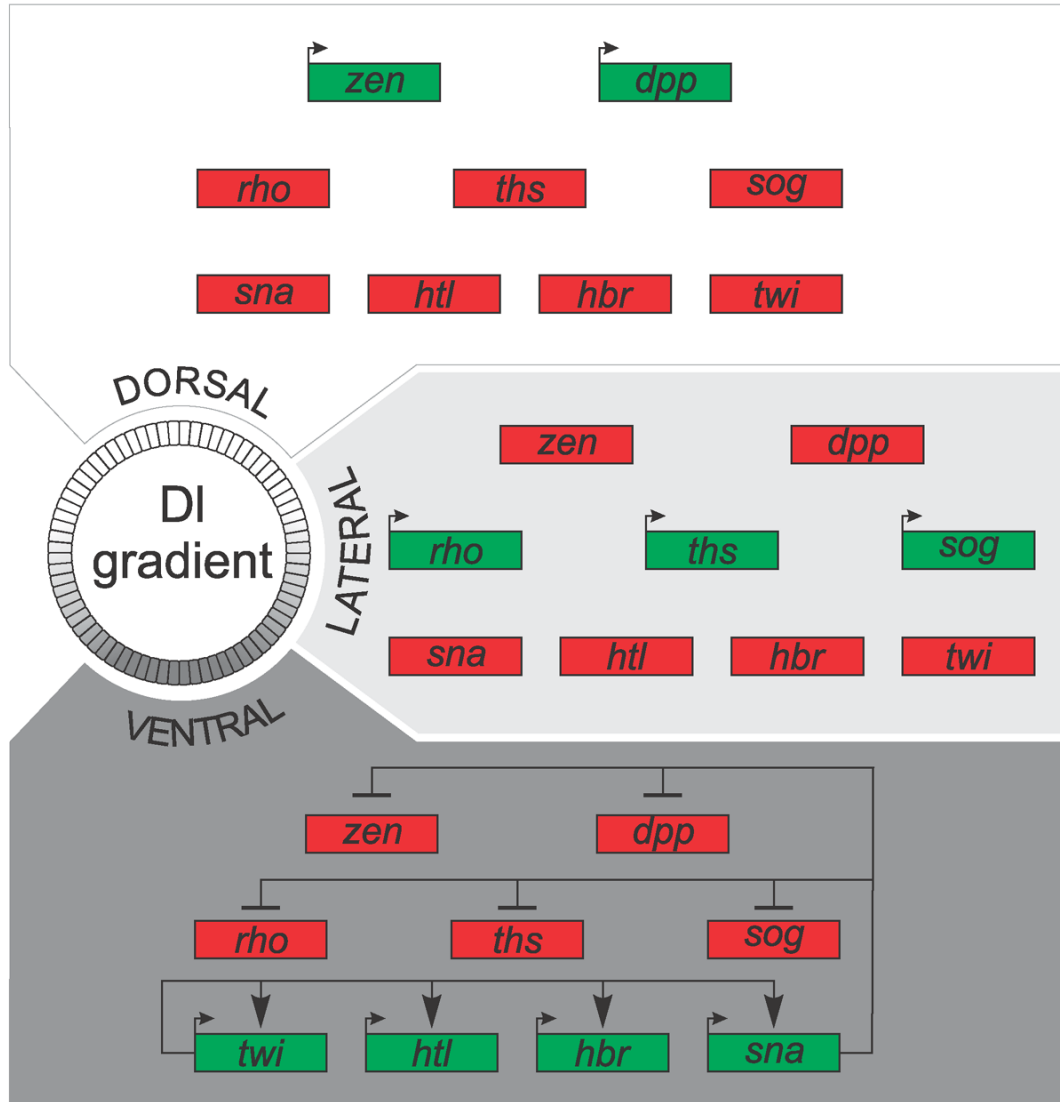 zen dpp
rho ths sog
sna htl hbr twi
DORSAL
Dl
gradient
LATERAL
zen dpp
rho ths sog
sna htl hbr twi
VENTRAL
zen dpp
rho ths sog
twi htl hbr sna